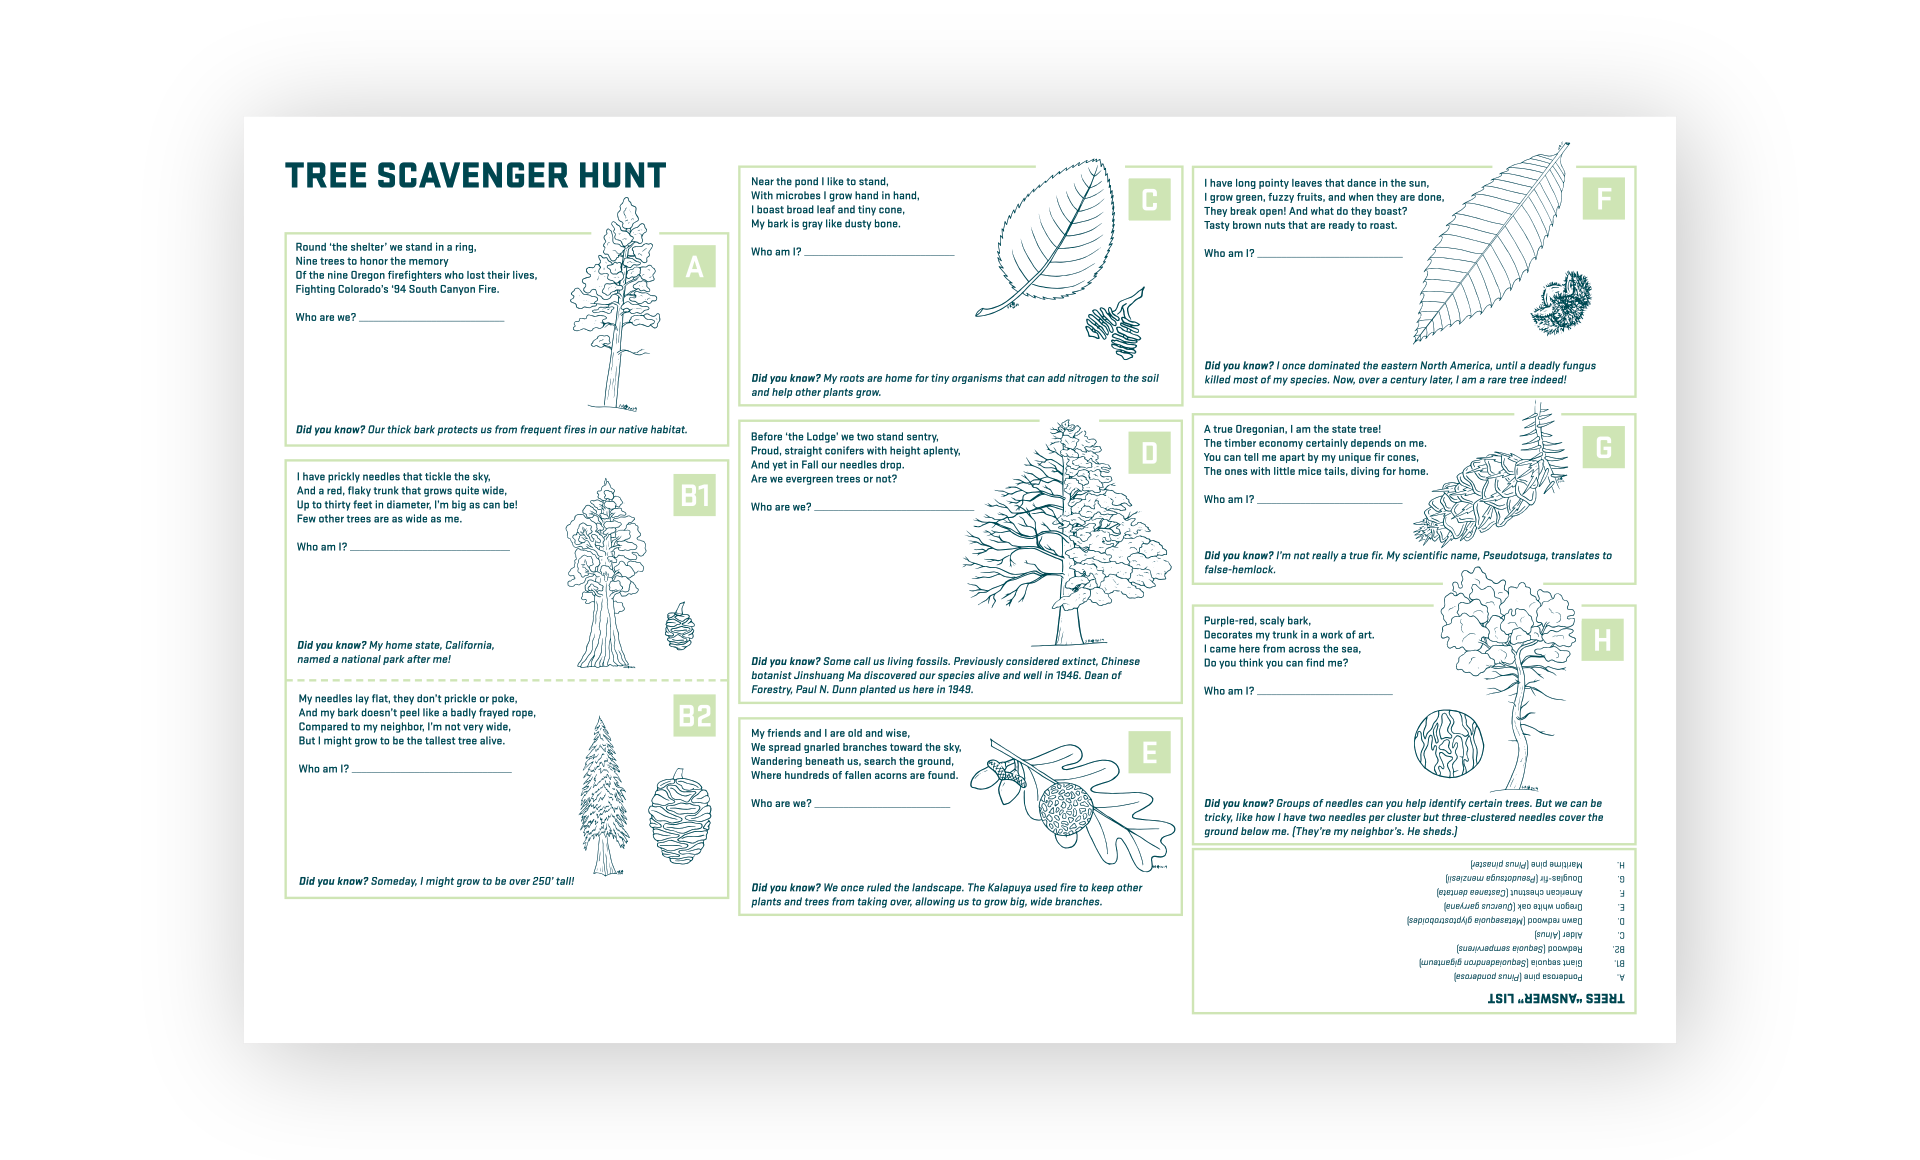 TREE SCAVENGER HUNT
A
Round ‘the shelter’ we stand in a ring,
Nine trees to honor the memory
Of the nine Oregon firefighters who lost their lives,
Fighting Colorado’s ‘94 South Canyon Fire.
Who are we?
Did you know? Our thick bark protects us from frequent fires in our native habitat.
B1
I have prickly needles that tickle the sky,
And a red, flaky trunk that grows quite wide,
Up to thirty feet in diameter, I’m big as can be!
Few other trees are as wide as me.
Who am I?
Did you know? My home state, California,
named a national park after me!
B2
My needles lay flat, they don’t prickle or poke,
And my bark doesn’t peel like a badly frayed rope,
Compared to my neighbor, I’m not very wide,
But I might grow to be the tallest tree alive.
Who am I?
Did you know? Someday, I might grow to be over 250’ tall!
C
Near the pond I like to stand,
With microbes I grow hand in hand,
I boast broad leaf and tiny cone,
My bark is gray like dusty bone.
Who am I?
Did you know? My roots are home for tiny organisms that can add nitrogen to the soil
and help other plants grow.
D
Before ‘the Lodge’ we two stand sentry,
Proud, straight conifers with height aplenty,
And yet in Fall our needles drop.
Are we evergreen trees or not?
Who are we?
Did you know? Some call us living fossils. Previously considered extinct, Chinese
botanist Jinshuang Ma discovered our species alive and well in 1946. Dean of
Forestry, Paul N. Dunn planted us here in 1949.
E
My friends and I are old and wise,
We spread gnarled branches toward the sky,
Wandering beneath us, search the ground,
Where hundreds of fallen acorns are found.
Who are we?
Did you know? We once ruled the landscape. The Kalapuya used fire to keep other
plants and trees from taking over, allowing us to grow big, wide branches.
F
I have long pointy leaves that dance in the sun,
I grow green, fuzzy fruits, and when they are done,
They break open! And what do they boast?
Tasty brown nuts that are ready to roast.
Who am I?
Did you know? I once dominated the eastern North America, until a deadly fungus
killed most of my species. Now, over a century later, I am a rare tree indeed!
G
A true Oregonian, I am the state tree!
The timber economy certainly depends on me.
You can tell me apart by my unique fir cones,
The ones with little mice tails, diving for home.
Who am I?
Did you know? I’m not really a true fir. My scientific name, Pseudotsuga, translates to
false-hemlock.
H
Purple-red, scaly bark,
Decorates my trunk in a work of art.
I came here from across the sea,
Do you think you can find me?
Who am I?
Did you know? Groups of needles can you help identify certain trees. But we can be
tricky, like how I have two needles per cluster but three-clustered needles cover the
ground below me. (They’re my neighbor’s. He sheds.)
TREES “ANSWER” LIST
A. Ponderosa pine (Pinus ponderosa)
B1. Giant sequoia (Sequoiadendron giganteum)
B2. Redwood (Sequoia sempervirens)
C. Alder (Alnus)
D. Dawn redwood (Metasequoia glyptostroboides)
E. Oregon white oak (Quercus garryana)
F. American chestnut (Castanea dentata)
G. Douglas-fir (Pseudotsuga menziesii)
H. Maritime pine (Pinus pinaster)